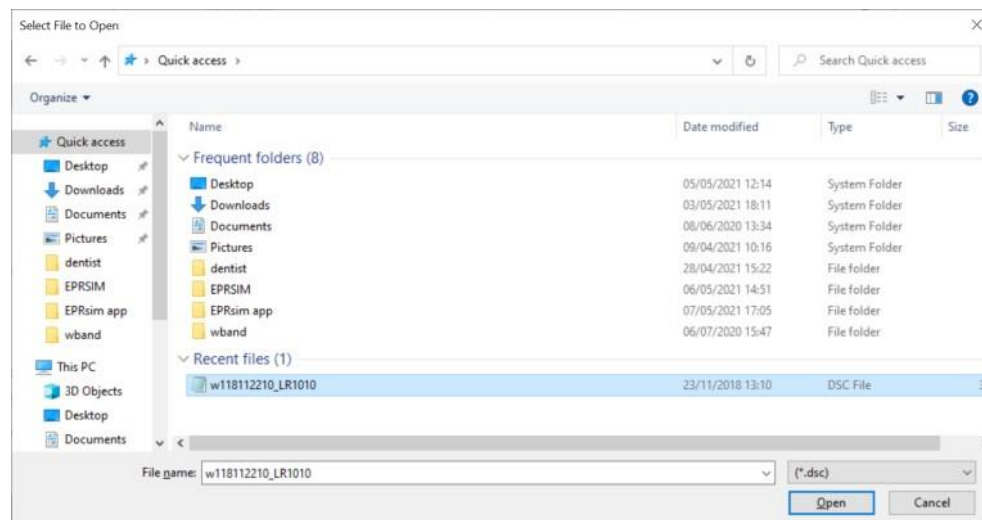 Select File to Open
Quick access
Search Quick access
Organize
Name Date modified Type Size
Quick access
Desktop
Downloads
Documents
Pictures
dentist
EPRSIM
EPRsim app
wband
This PC
3D Objects
Desktop
Documents
Frequent folders (8)
Desktop 05/05/2021 12:14 System Folder
Downloads 03/05/2021 18:11 System Folder
Documents 08/06/2020 13:34 System Folder
Pictures 09/04/2021 10:16 System Folder
dentist 28/04/2021 15:22 File folder
EPRSIM 06/05/2021 14:51 File folder
EPRsim app 07/05/2021 17:05 File folder
wband 06/07/2020 15:47 File folder
Recent files (1)
w118112210_LR1010 23/11/2018 13:10 DSC File
File name: w118112210_LR1010 (*.dsc)
Open Cancel